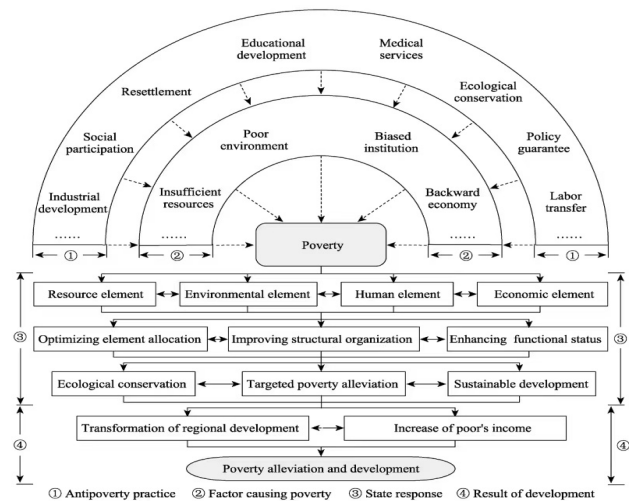 Educational
development
Medical
services
Resettlement
Ecological
conservation
Social
participation
Poor
environment
Biased
institution
Policy
guarantee
Industrial
development
Insufficient
resources
Backward
economy
Labor
transfer
......
......
......
......
①
②
Poverty
②
①
Resource element
Environmental element
Human element
Economic element
③
Optimizing element allocation
Improving structural organization
Enhancing functional status
③
Ecological conservation
Targeted poverty alleviation
Sustainable development
Transformation of regional development
Increase of poor's income
④
④
Poverty alleviation and development
① Antipoverty practice ② Factor causing poverty ③ State response ④ Result of development